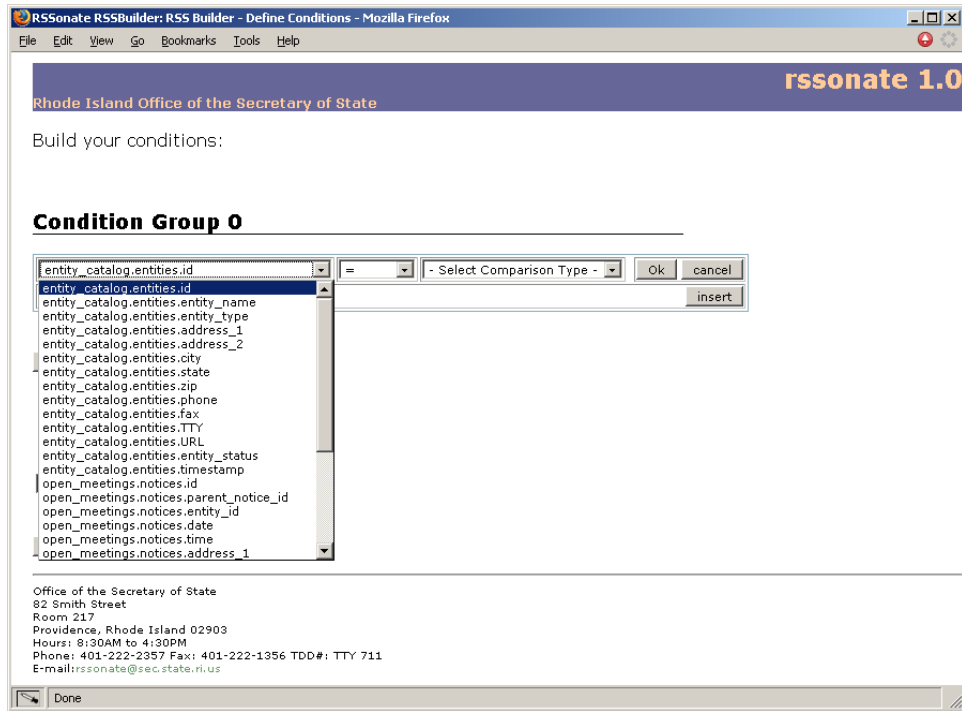 RSSonate RSSBuilder: RSS Builder - Define Conditions - Mozilla Firefox
File Edit View Go Bookmarks Tools Help
rssonate 1.0
Rhode Island Office of the Secretary of State
Build your conditions:
Condition Group 0
entity_catalog.entities.id = - Select Comparison Type - Ok cancel
insert
entity_catalog.entities.id
entity_catalog.entities.entity_name
entity_catalog.entities.entity_type
entity_catalog.entities.address_1
entity_catalog.entities.address_2
entity_catalog.entities.city
entity_catalog.entities.state
entity_catalog.entities.zip
entity_catalog.entities.phone
entity_catalog.entities.fax
entity_catalog.entities.TTY
entity_catalog.entities.URL
entity_catalog.entities.entity_status
entity_catalog.entities.timestamp
open_meetings.notices.id
open_meetings.notices.parent_notice_id
open_meetings.notices.entity_id
open_meetings.notices.date
open_meetings.notices.time
open_meetings.notices.address_1
Office of the Secretary of State
82 Smith Street
Room 217
Providence, Rhode Island 02903
Hours: 8:30AM to 4:30PM
Phone: 401-222-2357 Fax: 401-222-1356 TDD#: TTY 711
E-mail:rssonate@sec.state.ri.us
Done